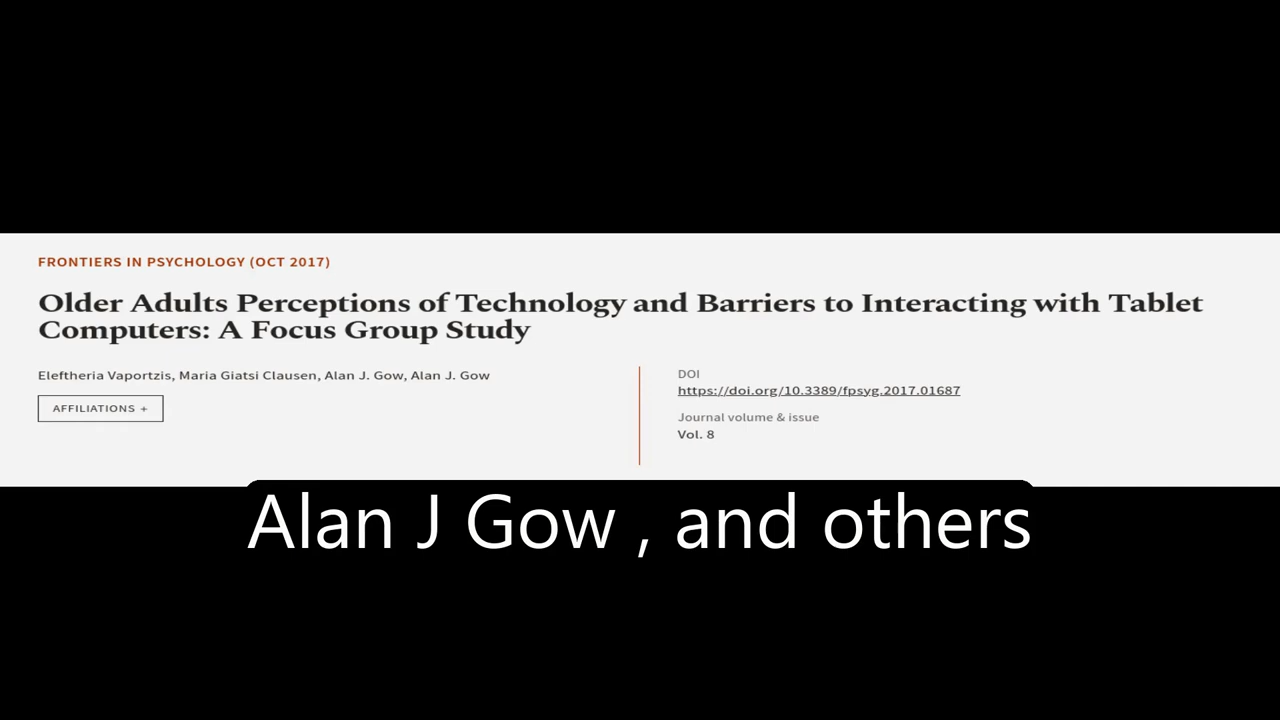 FRONTIERS IN PSYCHOLOGY (OCT 2017)
Older Adults Perceptions of Technology and Barriers to Interacting with Tablet
Computers: A Focus Group Study
Eleftheria Vaportzis, Maria Giatsi Clausen, Alan J. Gow, Alan J. Gow
AFFILIATIONS +
DOI
https://doi.org/10.3389/fpsyg.2017.01687
Journal volume & issue
Vol. 8
Alan J Gow , and others